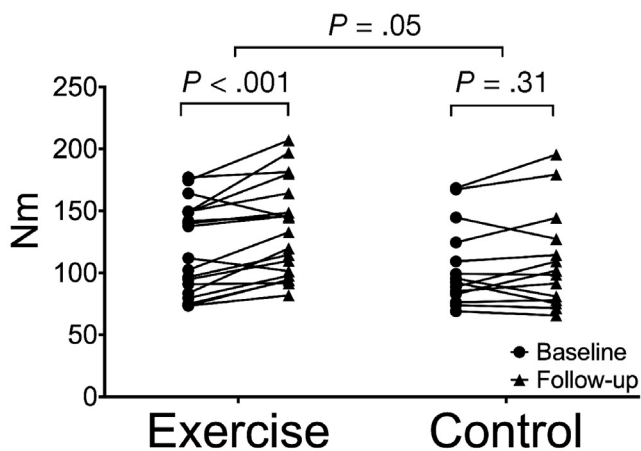 P = .05
P < .001
P = .31
Nm
250
200
150
100
50
0
Baseline
Follow-up
Exercise
Control